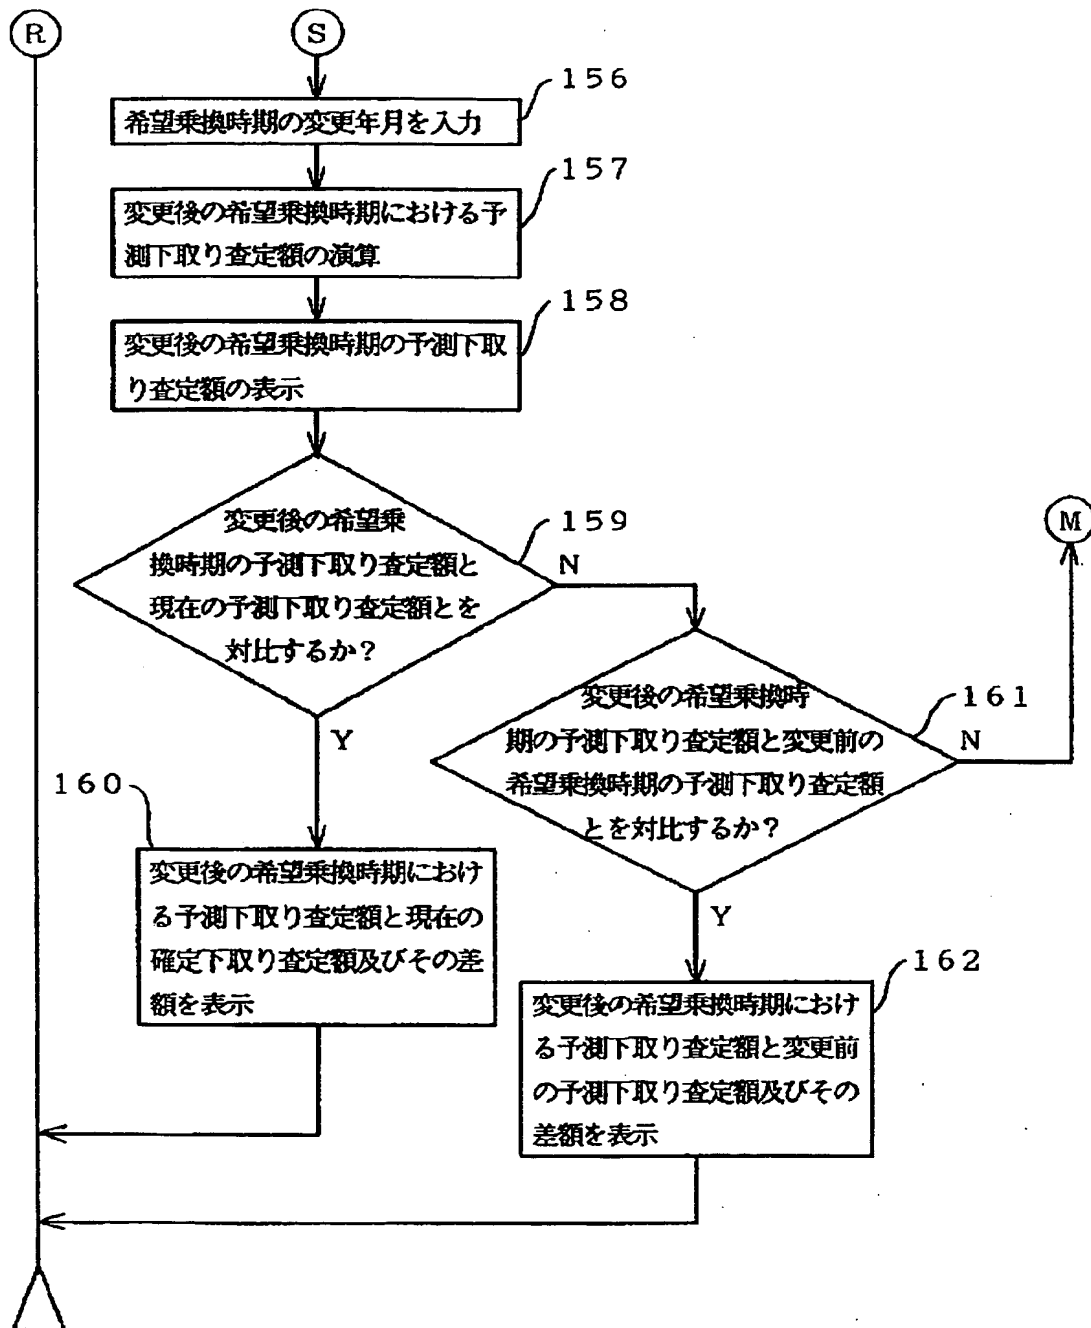 R
S
156
希望乗換時期の変更年月を入力
157
変更後の希望乗換時期における予
測下取り査定額の演算
158
変更後の希望乗換時期の予測下取
り査定額の表示
159
変更後の希望乗
換時期の予測下取り査定額と
現在の予測下取り査定額とを
対比するか?
N
Y
M
161
変更後の希望乗換時
期の予測下取り査定額と変更前の
希望乗換時期の予測下取り査定額
とを対比するか?
N
Y
160
変更後の希望乗換時期におけ
る予測下取り査定額と現在の
確定下取り査定額及びその差
額を表示
162
変更後の希望乗換時期におけ
る予測下取り査定額と変更前
の予測下取り査定額及びその
差額を表示